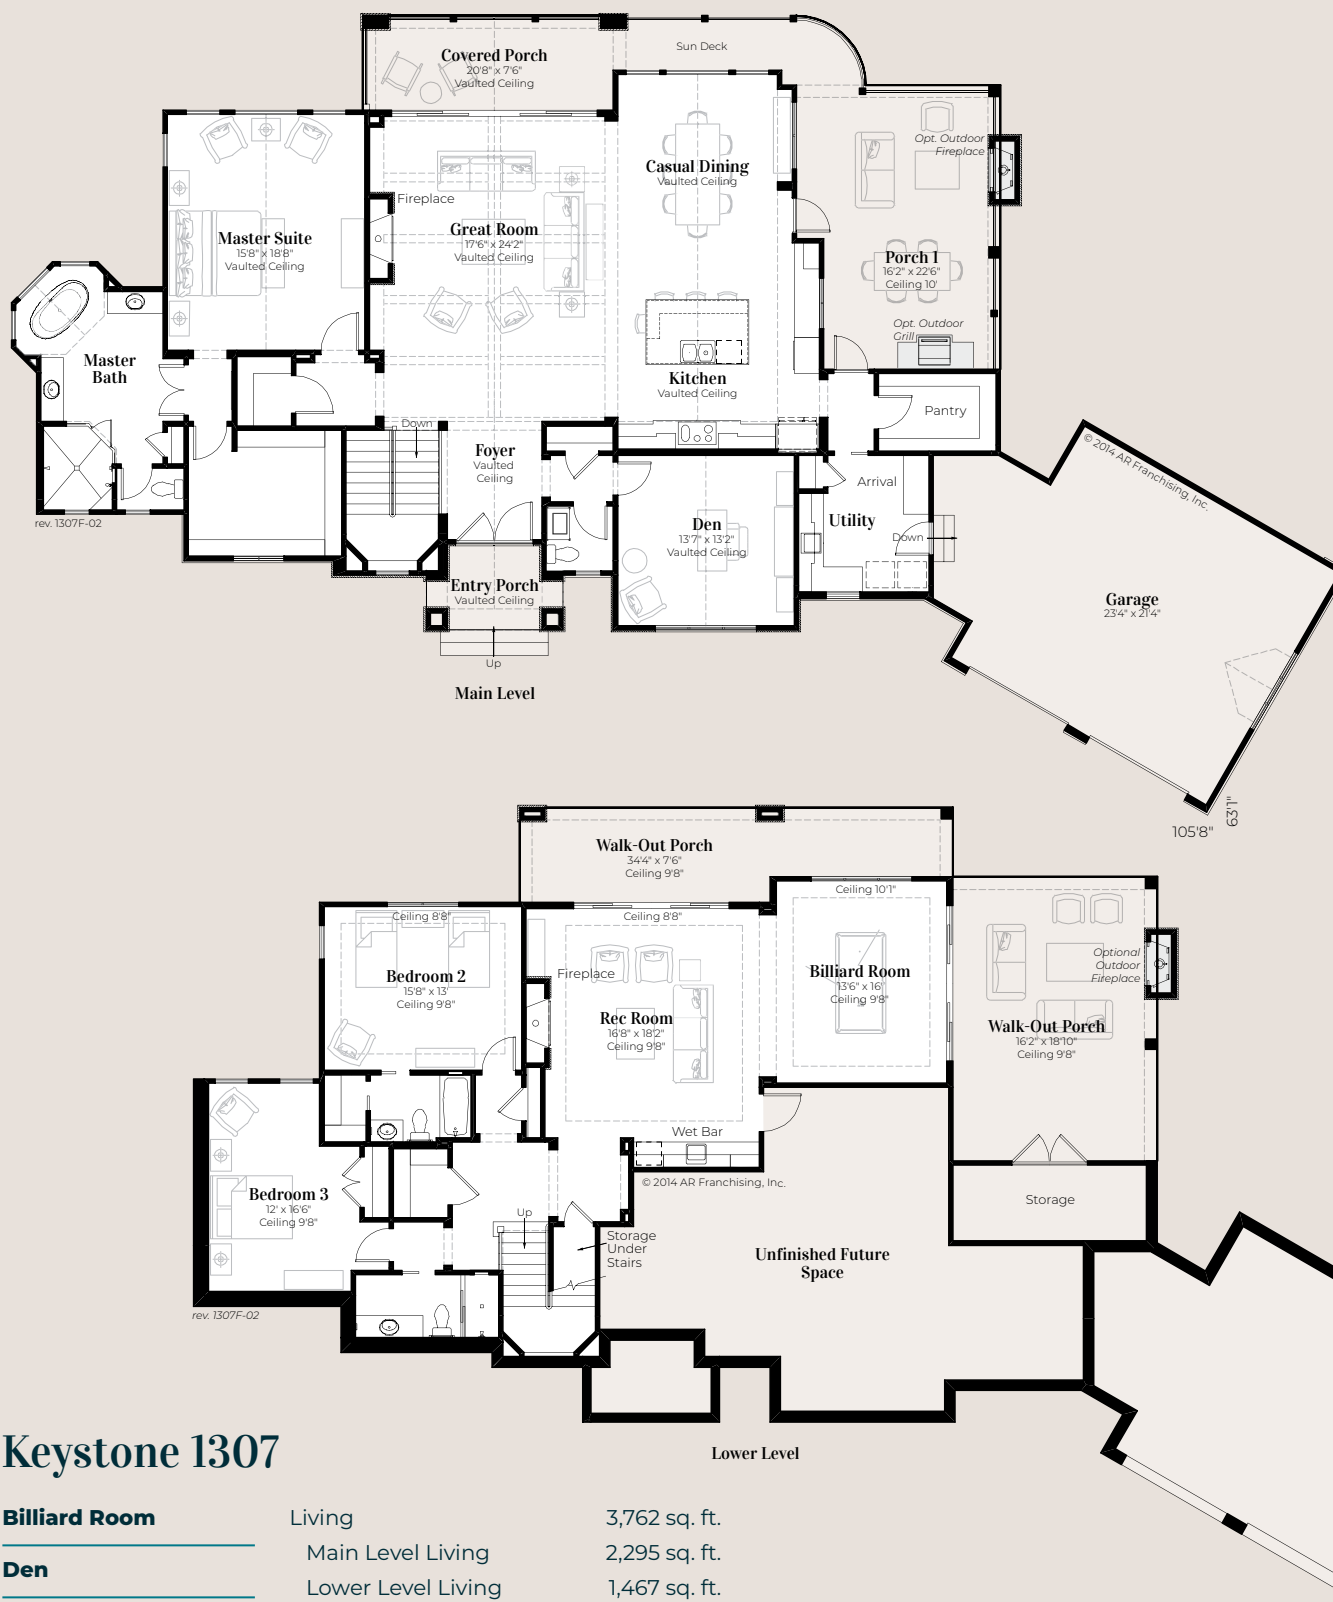 Covered Porch
20'8" x 7'6"
Vaulted Ceiling
Sun Deck
Opt. Outdoor
Fireplace
Casual Dining
Vaulted Ceiling
Fireplace
Great Room
17'6" x 24'2"
Vaulted Ceiling
Master Suite
15'8" x 18'8"
Vaulted Ceiling
Porch 1
16'2" x 22'6"
Ceiling 10'
Opt. Outdoor
Grill
Master
Bath
Kitchen
Vaulted Ceiling
Pantry
Down
Foyer
Vaulted
Ceiling
© 2014 AR Franchising, Inc.
Arrival
Utility
Down
rev. 1307F-02
Den
13'7" x 13'2"
Vaulted Ceiling
Entry Porch
Vaulted Ceiling
Garage
23'4" x 21'4"
Up
Main Level
105'8"
63'1"
Walk-Out Porch
34'4" x 7'6"
Ceiling 9'8"
Ceiling 10'1"
Ceiling 8'8"
Ceiling 8'8"
Bedroom 2
15'8" x 13'
Ceiling 9'8"
Fireplace
Rec Room
16'8" x 18'2"
Ceiling 9'8"
Billiard Room
13'6" x 16'
Ceiling 9'8"
Optional
Outdoor
Fireplace
Walk-Out Porch
16'2" x 18'10"
Ceiling 9'8"
Wet Bar
© 2014 AR Franchising, Inc.
Bedroom 3
12' x 16'6"
Ceiling 9'8"
Storage
Up
Storage
Under
Stairs
Unfinished Future
Space
rev. 1307F-02
Lower Level
Keystone 1307
Billiard Room
Den
Living 3,762 sq. ft.
Main Level Living 2,295 sq. ft.
Lower Level Living 1,467 sq. ft.